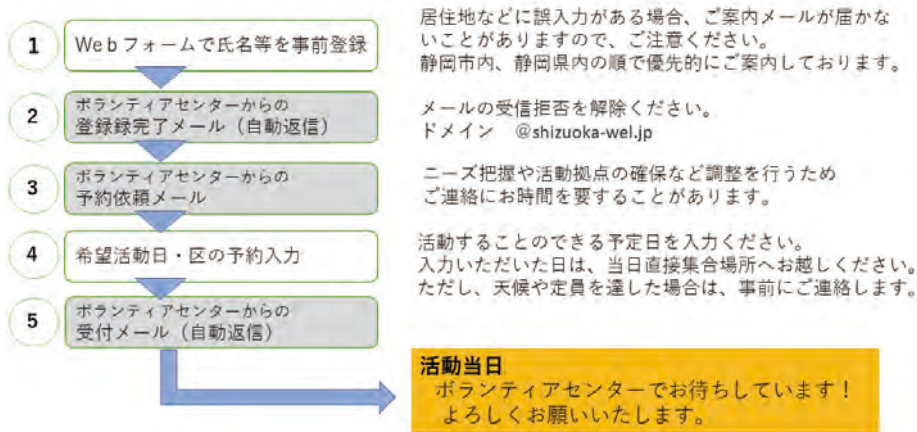 1
Webフォームで氏名等を事前登録
居住地などに誤入力がある場合、ご案内メールが届かな
いことがありますので、ご注意ください。
静岡市内、静岡県内の順で優先的にご案内しております。
2
ボランティアセンターからの
登録録完了メール（自動返信）
メールの受信拒否を解除ください。
ドメイン　@shizuoka-wel.jp
3
ボランティアセンターからの
予約依頼メール
ニーズ把握や活動拠点の確保など調整を行うため
ご連絡にお時間を要することがあります。
4
希望活動日・区の予約入力
活動することのできる予定日を入力ください。
入力いただいた日は、当日直接集合場所へお越しください。
ただし、天候や定員を達した場合は、事前にご連絡します。
5
ボランティアセンターからの
受付メール（自動返信）
活動当日
ボランティアセンターでお待ちしています！
よろしくお願いいたします。